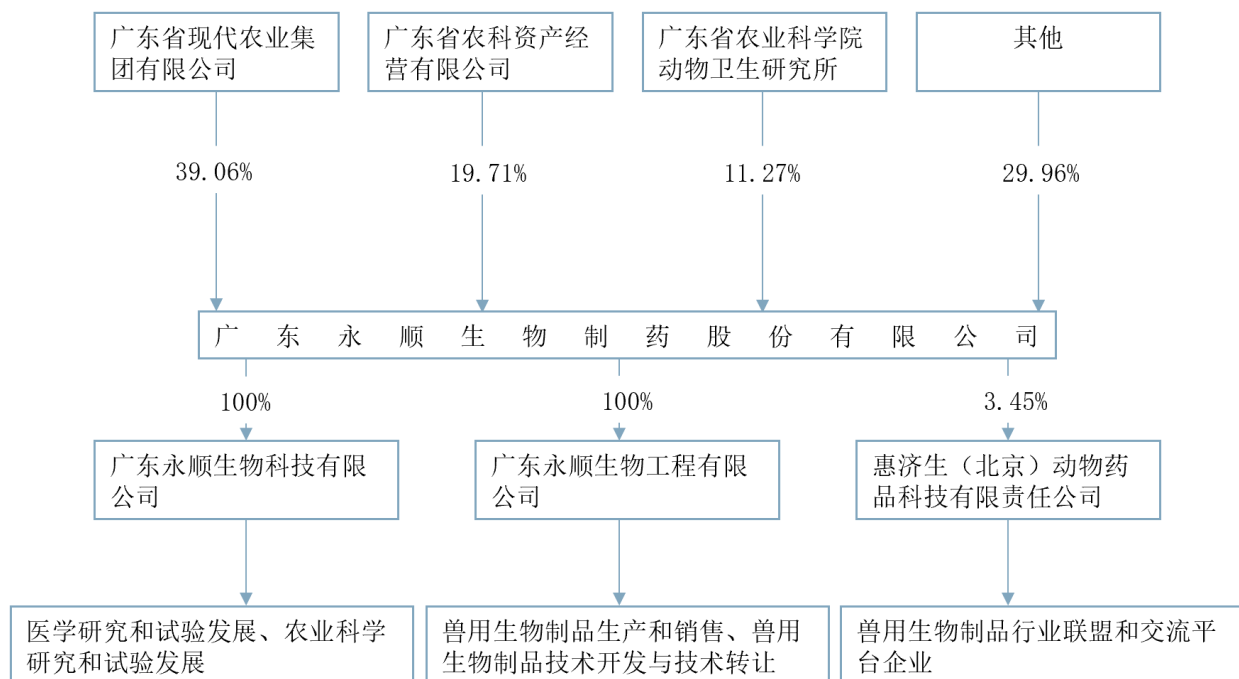 广东省现代农业集
团有限公司
广东省农科资产经
营有限公司
广东省农业科学院
动物卫生研究所
其他
39.06%
19.71%
11.27%
29.96%
广东永顺生物制药股份有限公司
100%
100%
3.45%
广东永顺生物科技有限
公司
广东永顺生物工程有限
公司
惠济生（北京）动物药
品科技有限责任公司
医学研究和试验发展、农业科学
研究和试验发展
兽用生物制品生产和销售、兽用
生物制品技术开发与技术转让
兽用生物制品行业联盟和交流平
台企业